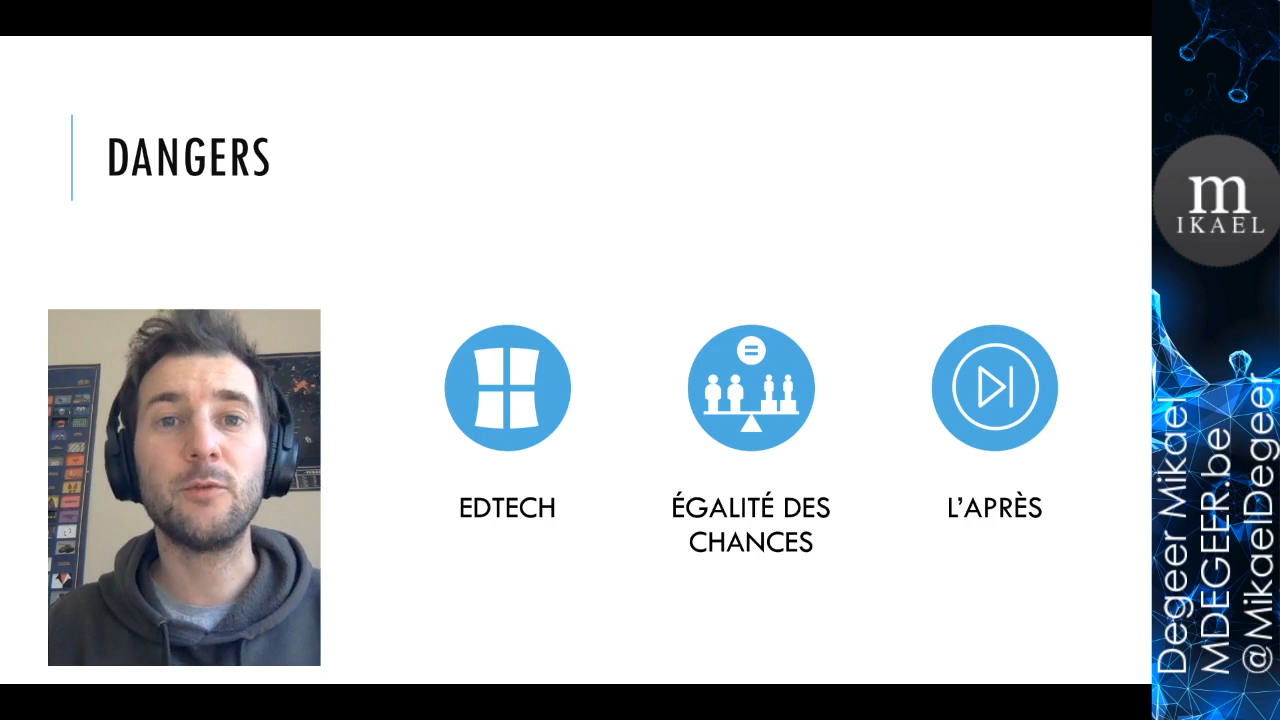 DANGERS
EDTECH
ÉGALITÉ DES
CHANCES
L'APRÈS
m
IKAEL
Degeer Mikael
MDEGEER.be
@MikaelDegeer